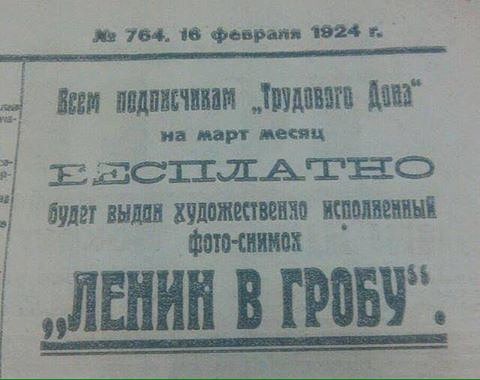 № 764. 16 февраля 1924 г.
Всем подписчикам „Трудового Дона“
на март месяц
БЕСПЛАТНО
будет выдан художественно исполненный
фото-снимок
„ЛЕНИН В ГРОБУ“.